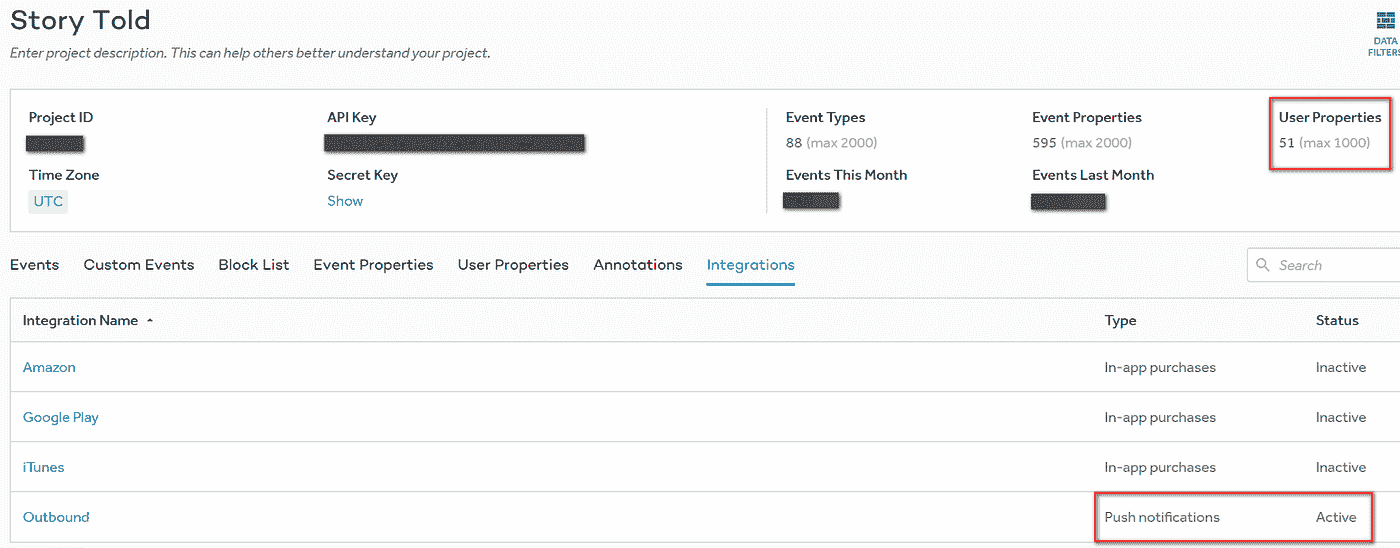 Story Told
Enter project description. This can help others better understand your project.
DATA
FILTERS
Project ID
API Key
Event Types
Event Properties
User Properties
88 (max 2000)
595 (max 2000)
51 (max 1000)
Time Zone
Secret Key
Events This Month
Events Last Month
UTC
Show
Events Custom Events Block List Event Properties User Properties Annotations Integrations
Search
Integration Name Type Status
Amazon In-app purchases Inactive
Google Play In-app purchases Inactive
iTunes In-app purchases Inactive
Outbound Push notifications Active